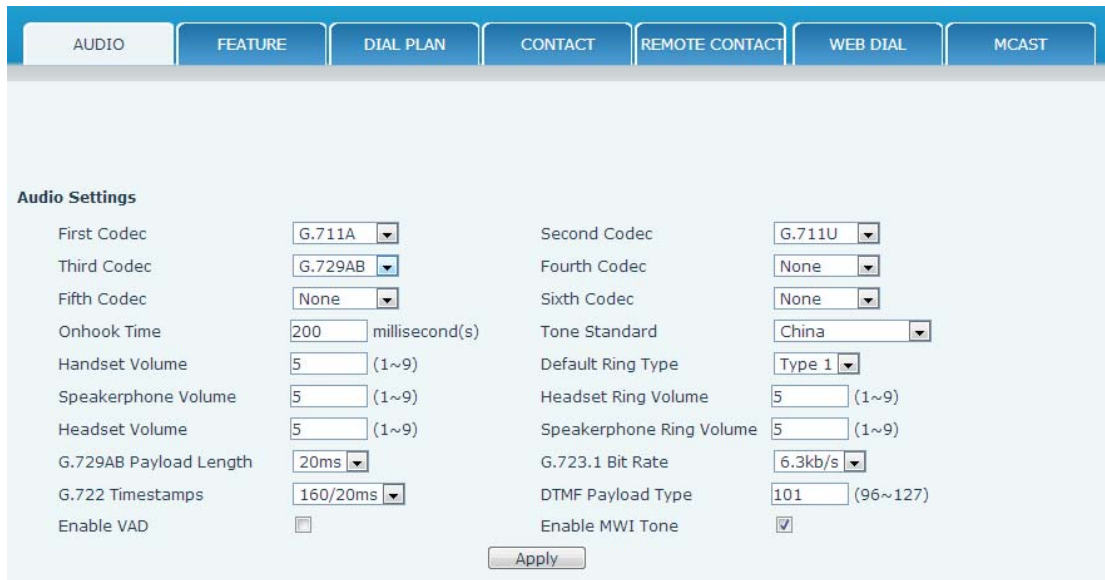 AUDIO FEATURE DIAL PLAN CONTACT REMOTE CONTACT WEB DIAL MCAST
Audio Settings
First Codec G.711A Second Codec G.711U
Third Codec G.729AB Fourth Codec None
Fifth Codec None Sixth Codec None
Onhook Time 200 millisecond(s) Tone Standard China
Handset Volume 5 (1~9) Default Ring Type Type 1
Speakerphone Volume 5 (1~9) Headset Ring Volume 5 (1~9)
Headset Volume 5 (1~9) Speakerphone Ring Volume 5 (1~9)
G.729AB Payload Length 20ms G.723.1 Bit Rate 6.3kb/s
G.722 Timestamps 160/20ms DTMF Payload Type 101 (96~127)
Enable VAD Enable MWI Tone
Apply